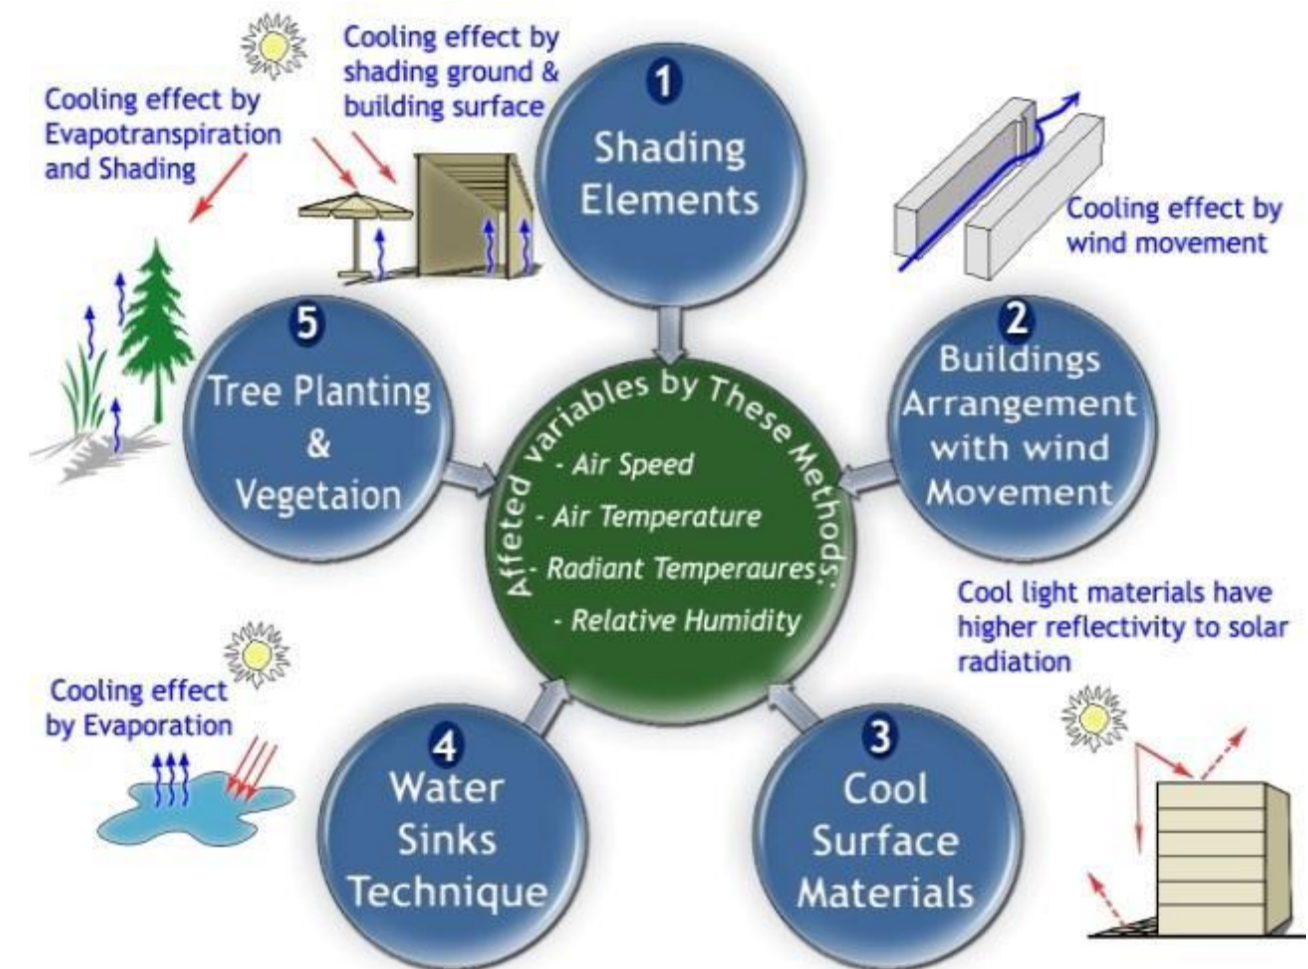 Cooling effect by
shading ground &
building surface
Cooling effect by
Evapotranspiration
and Shading
1
Shading
Elements
Cooling effect by
wind movement
2
Buildings
Arrangement
with wind
Movement
5
Tree Planting
&
Vegetaion
Affeted variables by These Methods:
- Air Speed
- Air Temperature
- Radiant Temperaures
- Relative Humidity
Cool light materials have
higher reflectivity to solar
radiation
3
Cool
Surface
Materials
Cooling effect
by Evaporation
4
Water
Sinks
Technique